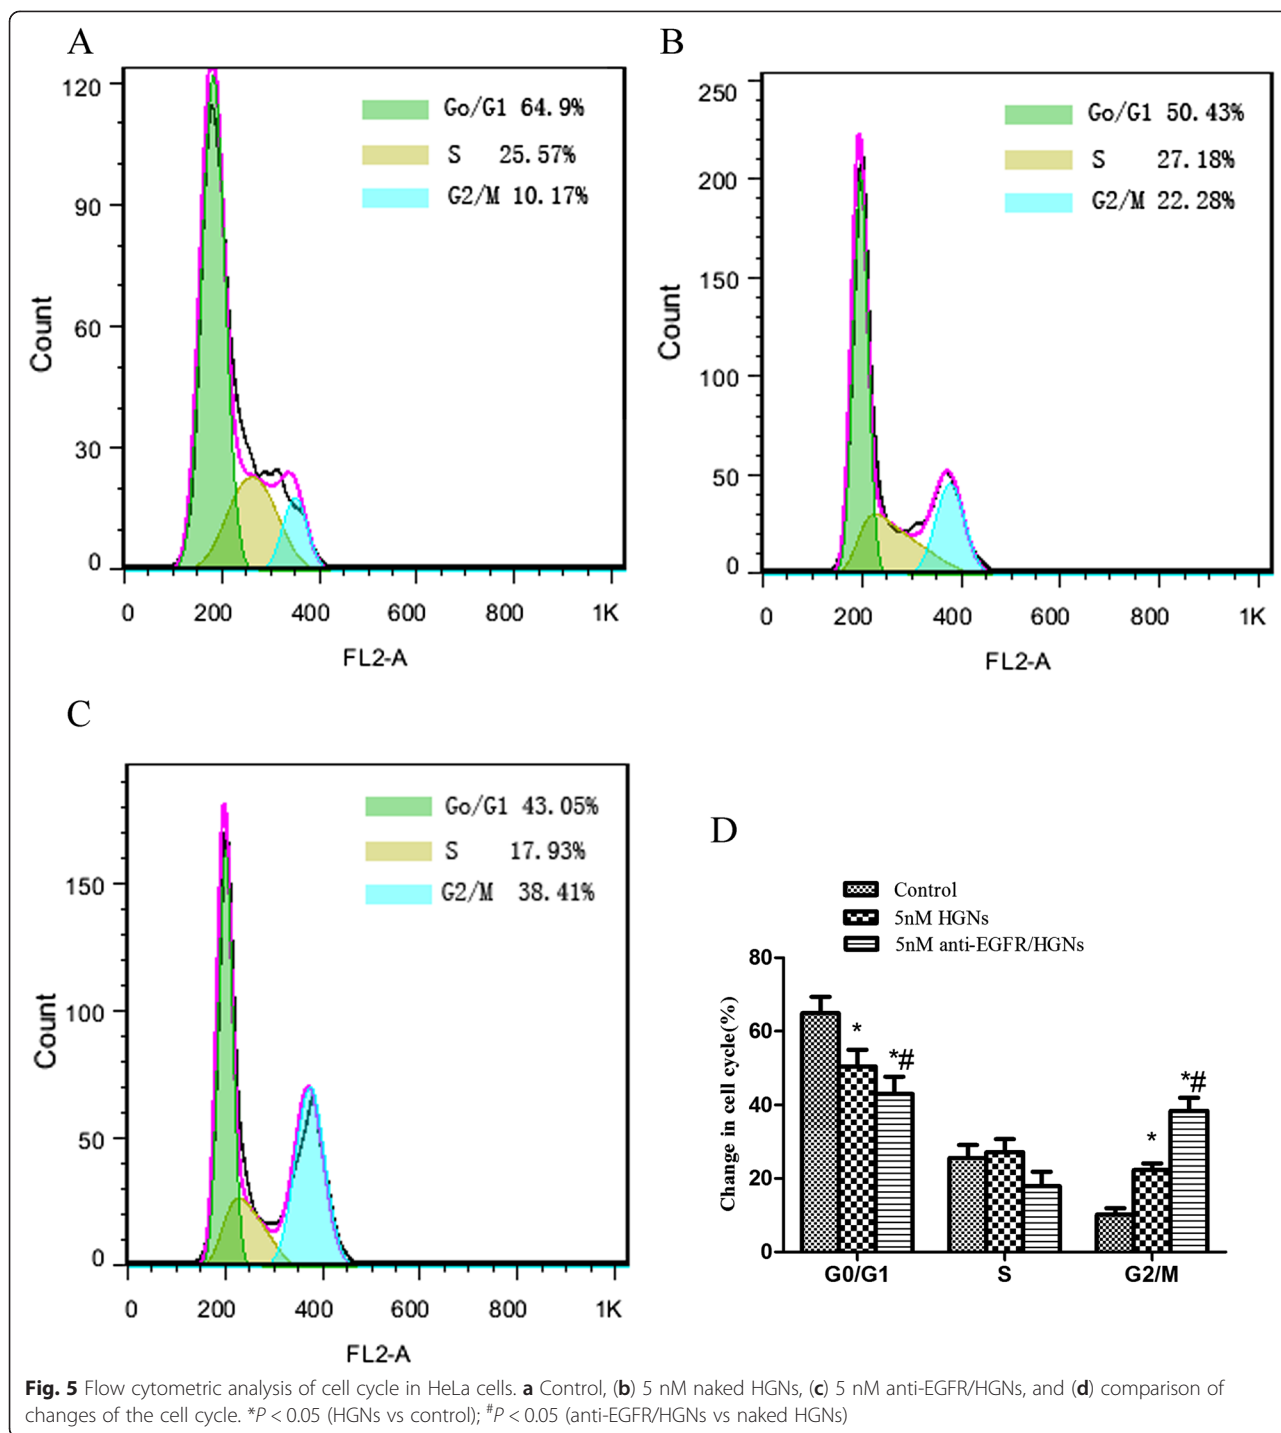 A
120
90
60
30
0
Count
Go/G1 64.9%
S 25.57%
G2/M 10.17%
0 200 400 600 800 1K
FL2-A
B
250
200
150
100
50
0
Count
Go/G1 50.43%
S 27.18%
G2/M 22.28%
0 200 400 600 800 1K
FL2-A
C
150
100
50
0
Count
Go/G1 43.05%
S 17.93%
G2/M 38.41%
0 200 400 600 800 1K
FL2-A
D
Control
5nM HGNs
5nM anti-EGFR/HGNs
80
60
40
20
0
Change in cell cycle(%)
*
*#
*
*#
G0/G1 S G2/M
Fig. 5 Flow cytometric analysis of cell cycle in HeLa cells. a Control, (b) 5 nM naked HGNs, (c) 5 nM anti-EGFR/HGNs, and (d) comparison of
changes of the cell cycle. *P < 0.05 (HGNs vs control); #P < 0.05 (anti-EGFR/HGNs vs naked HGNs)